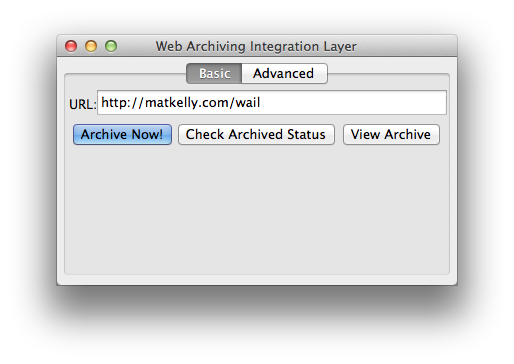 Web Archiving Integration Layer
Basic Advanced
URL: http://matkelly.com/wail
Archive Now! Check Archived Status View Archive